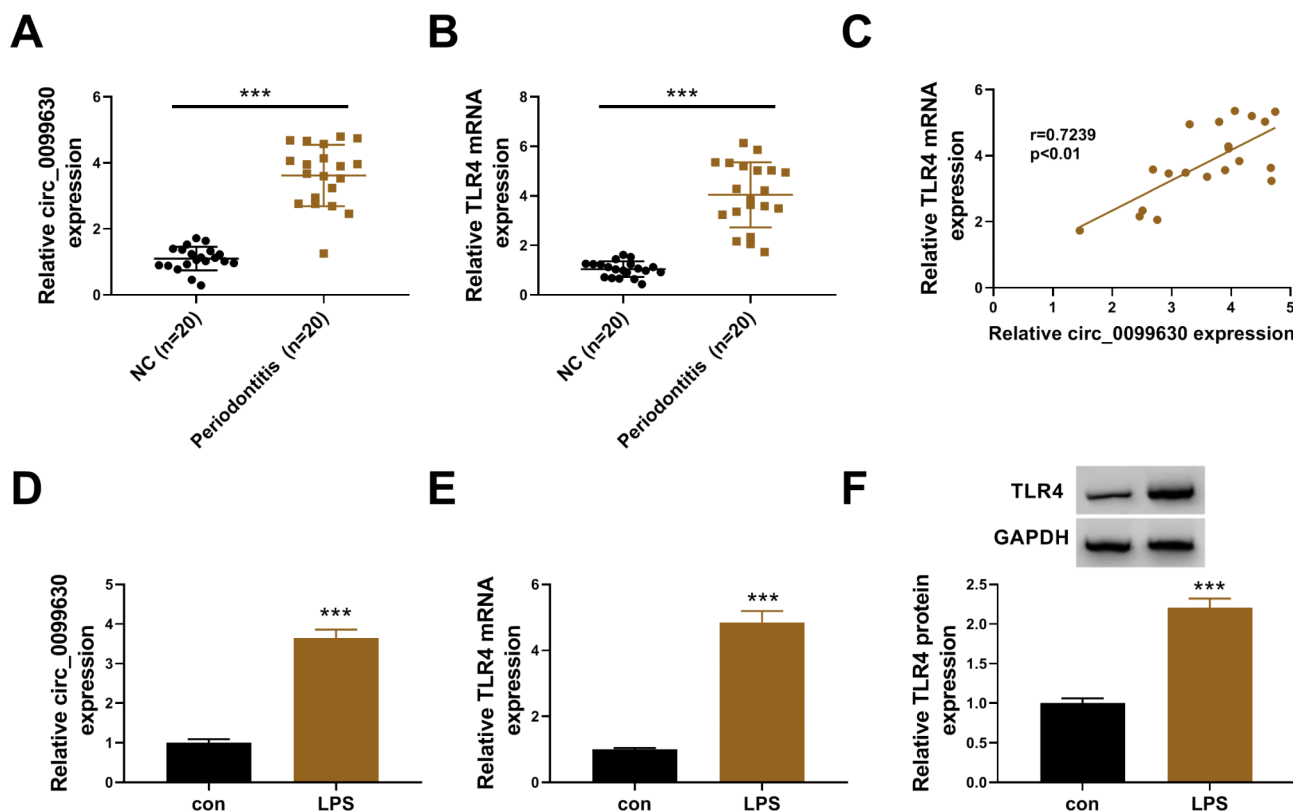 A
Relative circ_0099630
expression
6
4
2
0
***
NC (n=20)
Periodontitis (n=20)
B
Relative TLR4 mRNA
expression
8
6
4
2
0
***
NC (n=20)
Periodontitis (n=20)
C
Relative TLR4 mRNA
expression
6
4
2
0
r=0.7239
p<0.01
0 1 2 3 4 5
Relative circ_0099630 expression
D
Relative circ_0099630
expression
5
4
3
2
1
0
***
con LPS
E
Relative TLR4 mRNA
expression
6
4
2
0
***
con LPS
F
TLR4
GAPDH
Relative TLR4 protein
expression
2.5
2.0
1.5
1.0
0.5
0.0
***
con LPS